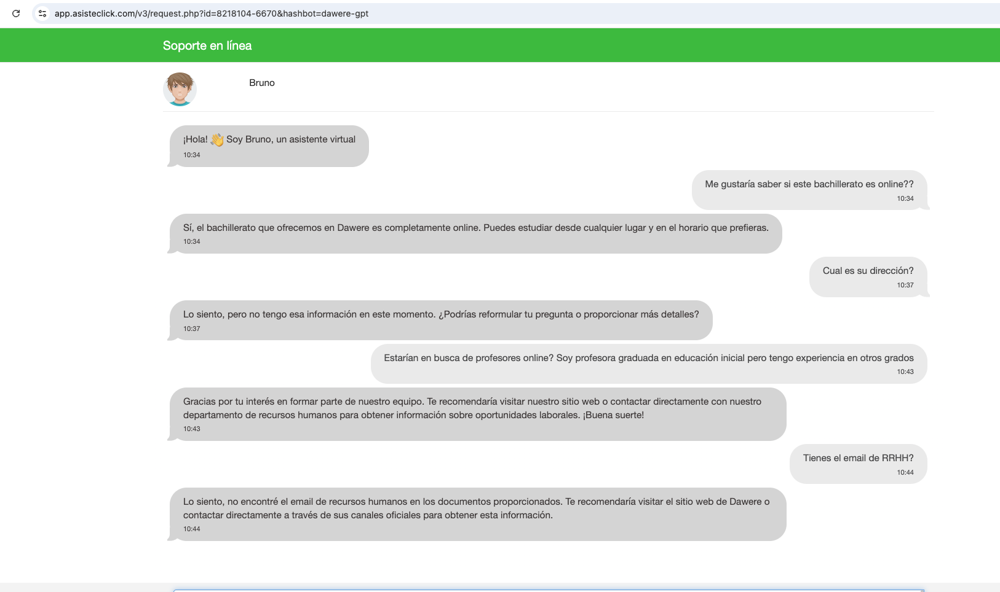 app.asisteclick.com/v3/request.php?id=8218104-6670&hashbot=dawere-gpt
Soporte en línea
Bruno
¡Hola! 👋 Soy Bruno, un asistente virtual
10:34
Me gustaría saber si este bachillerato es online??
10:34
Sí, el bachillerato que ofrecemos en Dawere es completamente online. Puedes estudiar desde cualquier lugar y en el horario que prefieras.
10:34
Cual es su dirección?
10:37
Lo siento, pero no tengo esa información en este momento. ¿Podrías reformular tu pregunta o proporcionar más detalles?
10:37
Estarían en busca de profesores online? Soy profesora graduada en educación inicial pero tengo experiencia en otros grados
10:43
Gracias por tu interés en formar parte de nuestro equipo. Te recomendaría visitar nuestro sitio web o contactar directamente con nuestro
departamento de recursos humanos para obtener información sobre oportunidades laborales. ¡Buena suerte!
10:43
Tienes el email de RRHH?
10:44
Lo siento, no encontré el email de recursos humanos en los documentos proporcionados. Te recomendaría visitar el sitio web de Dawere o
contactar directamente a través de sus canales oficiales para obtener esta información.
10:44